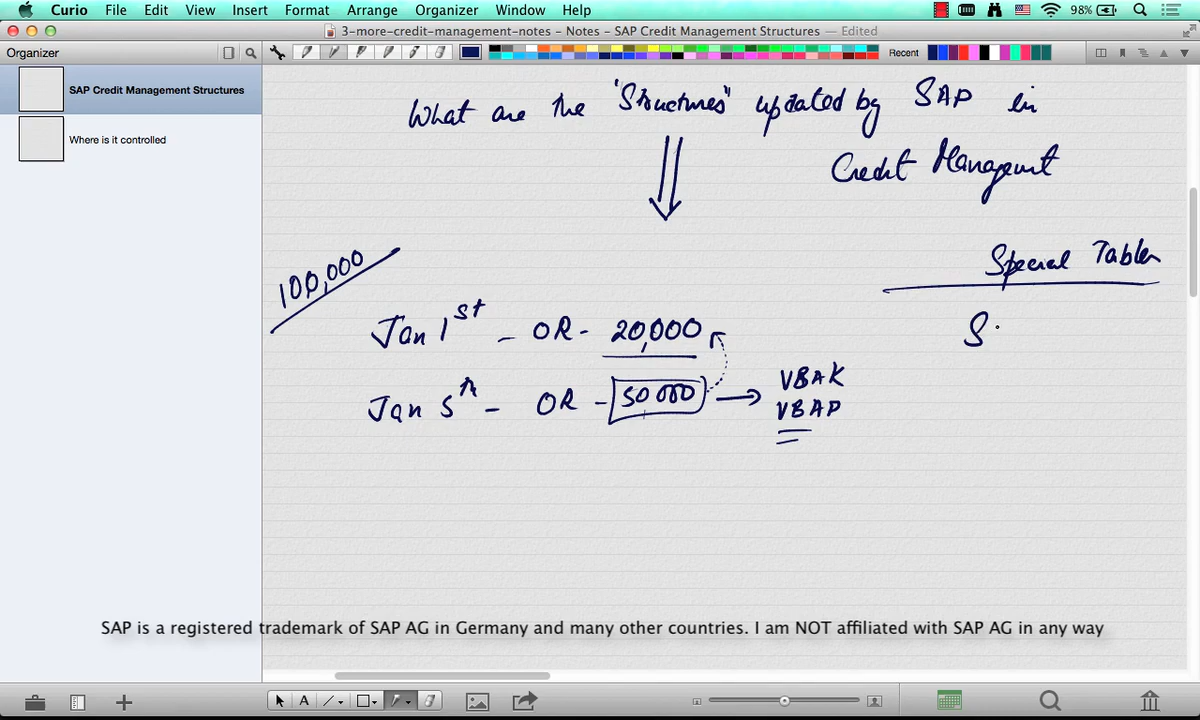 Curio File Edit View Insert Format Arrange Organizer Window Help 98%
3-more-credit-management-notes - Notes - SAP Credit Management Structures — Edited
Organizer
Recent
SAP Credit Management Structures
Where is it controlled
What are the "Structures" updated by SAP in
Credit Managemnt
Special Tables
100,000
Jan 1st - OR - 20,000
S
Jan 5th - OR - 50 000
VBAK
VBAP
SAP is a registered trademark of SAP AG in Germany and many other countries. I am NOT affiliated with SAP AG in any way
A